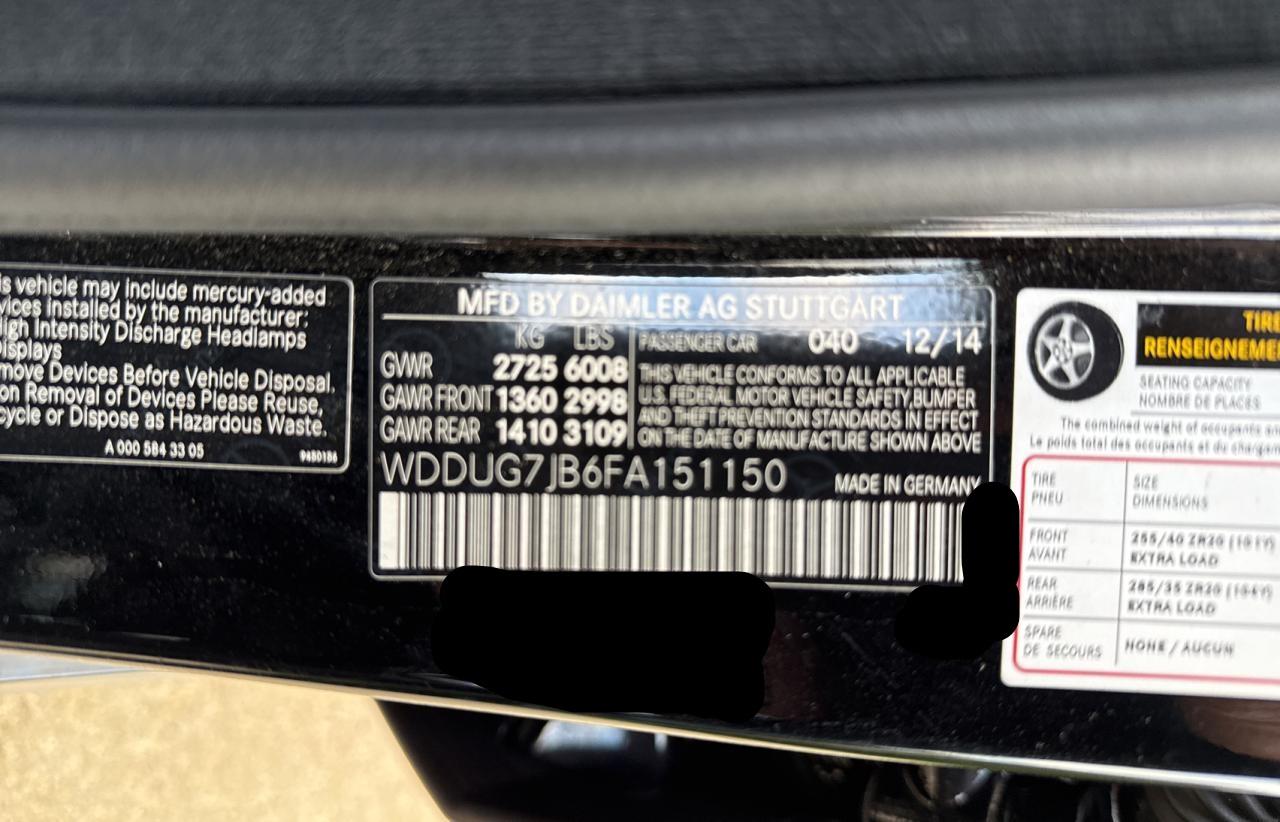 is vehicle may include mercury-added
vices installed by the manufacturer:
High Intensity Discharge Headlamps
Displays
move Devices Before Vehicle Disposal.
on Removal of Devices Please Reuse,
cycle or Dispose as Hazardous Waste.
A 000 584 33 05
MFD BY DAIMLER AG STUTTGART
KG LBS
GVWR 2725 6008
GAWR FRONT 1360 2998
GAWR REAR 1410 3109
PASSENGER CAR 040 12/14
THIS VEHICLE CONFORMS TO ALL APPLICABLE
U.S. FEDERAL MOTOR VEHICLE SAFETY, BUMPER
AND THEFT PREVENTION STANDARDS IN EFFECT
ON THE DATE OF MANUFACTURE SHOWN ABOVE
WDDUG7JB6FA151150 MADE IN GERMANY
TIRE
RENSEIGNEME
SEATING CAPACITY
NOMBRE DE PLACES
The combined weight of occupants an
Le poids total des occupants et du chargem
TIRE SIZE
PNEU DIMENSIONS
FRONT 255/40 ZR20 (101Y)
AVANT EXTRA LOAD
REAR 285/35 ZR20 (104Y)
ARRIÈRE EXTRA LOAD
SPARE NONE / AUCUN
DE SECOURS